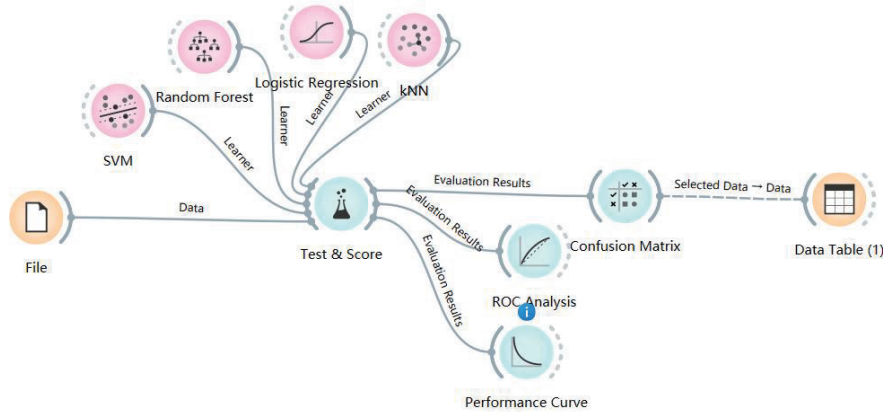 Logistic Regression
kNN
Random Forest
Learner
Learner
Learner
Learner
SVM
Evaluation Results
Selected Data → Data
Data
Evaluation Results
Test & Score
Confusion Matrix
Data Table (1)
File
Evaluation Results
ROC Analysis
i
Performance Curve